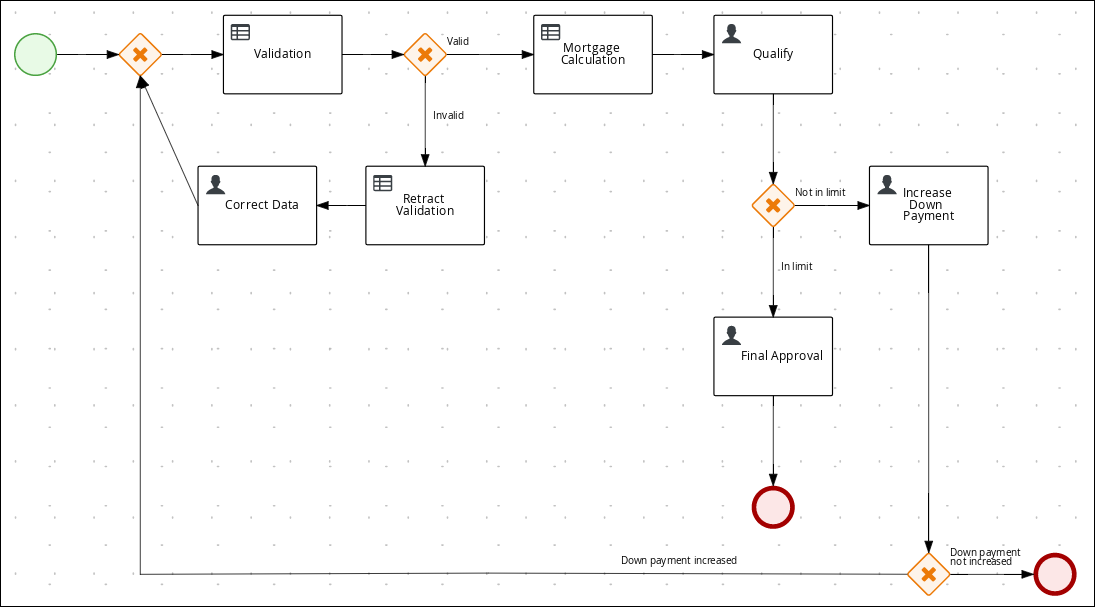 Valid
Validation
Mortgage
Calculation
Qualify
Invalid
Correct Data
Retract
Validation
Not in limit
Increase
Down
Payment
In limit
Final Approval
Down payment increased
Down payment
not increased